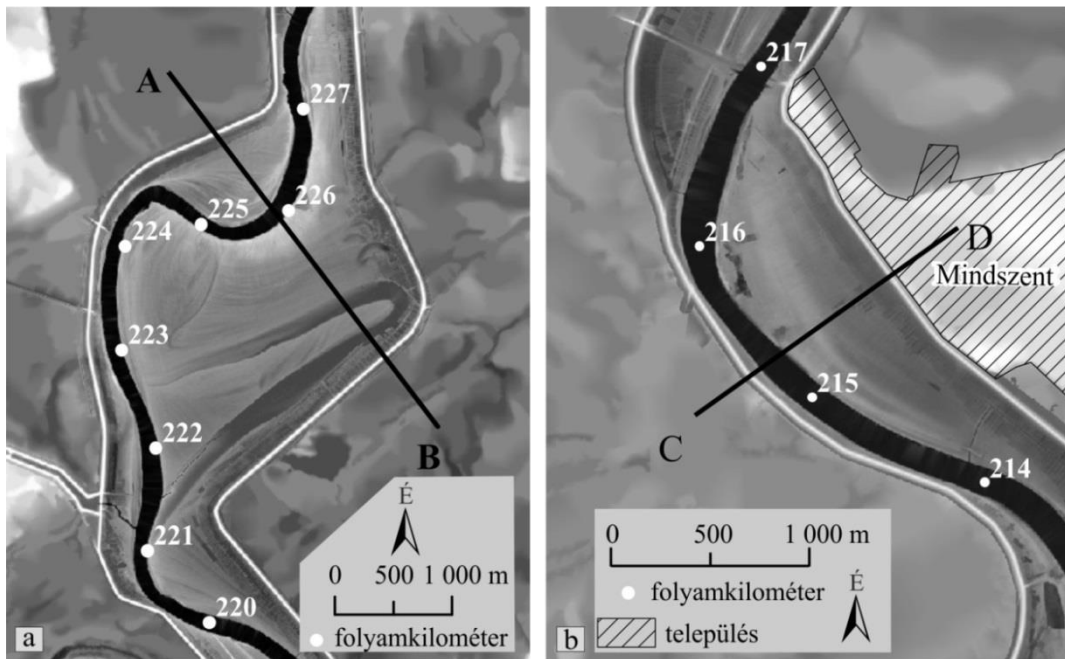 A
227
226
225
224
223
222
B
221
220
É
0 500 1 000 m
folyamkilométer
a
217
216
D
Mindszent
215
C
214
0 500 1 000 m
folyamkilométer
É
település
b